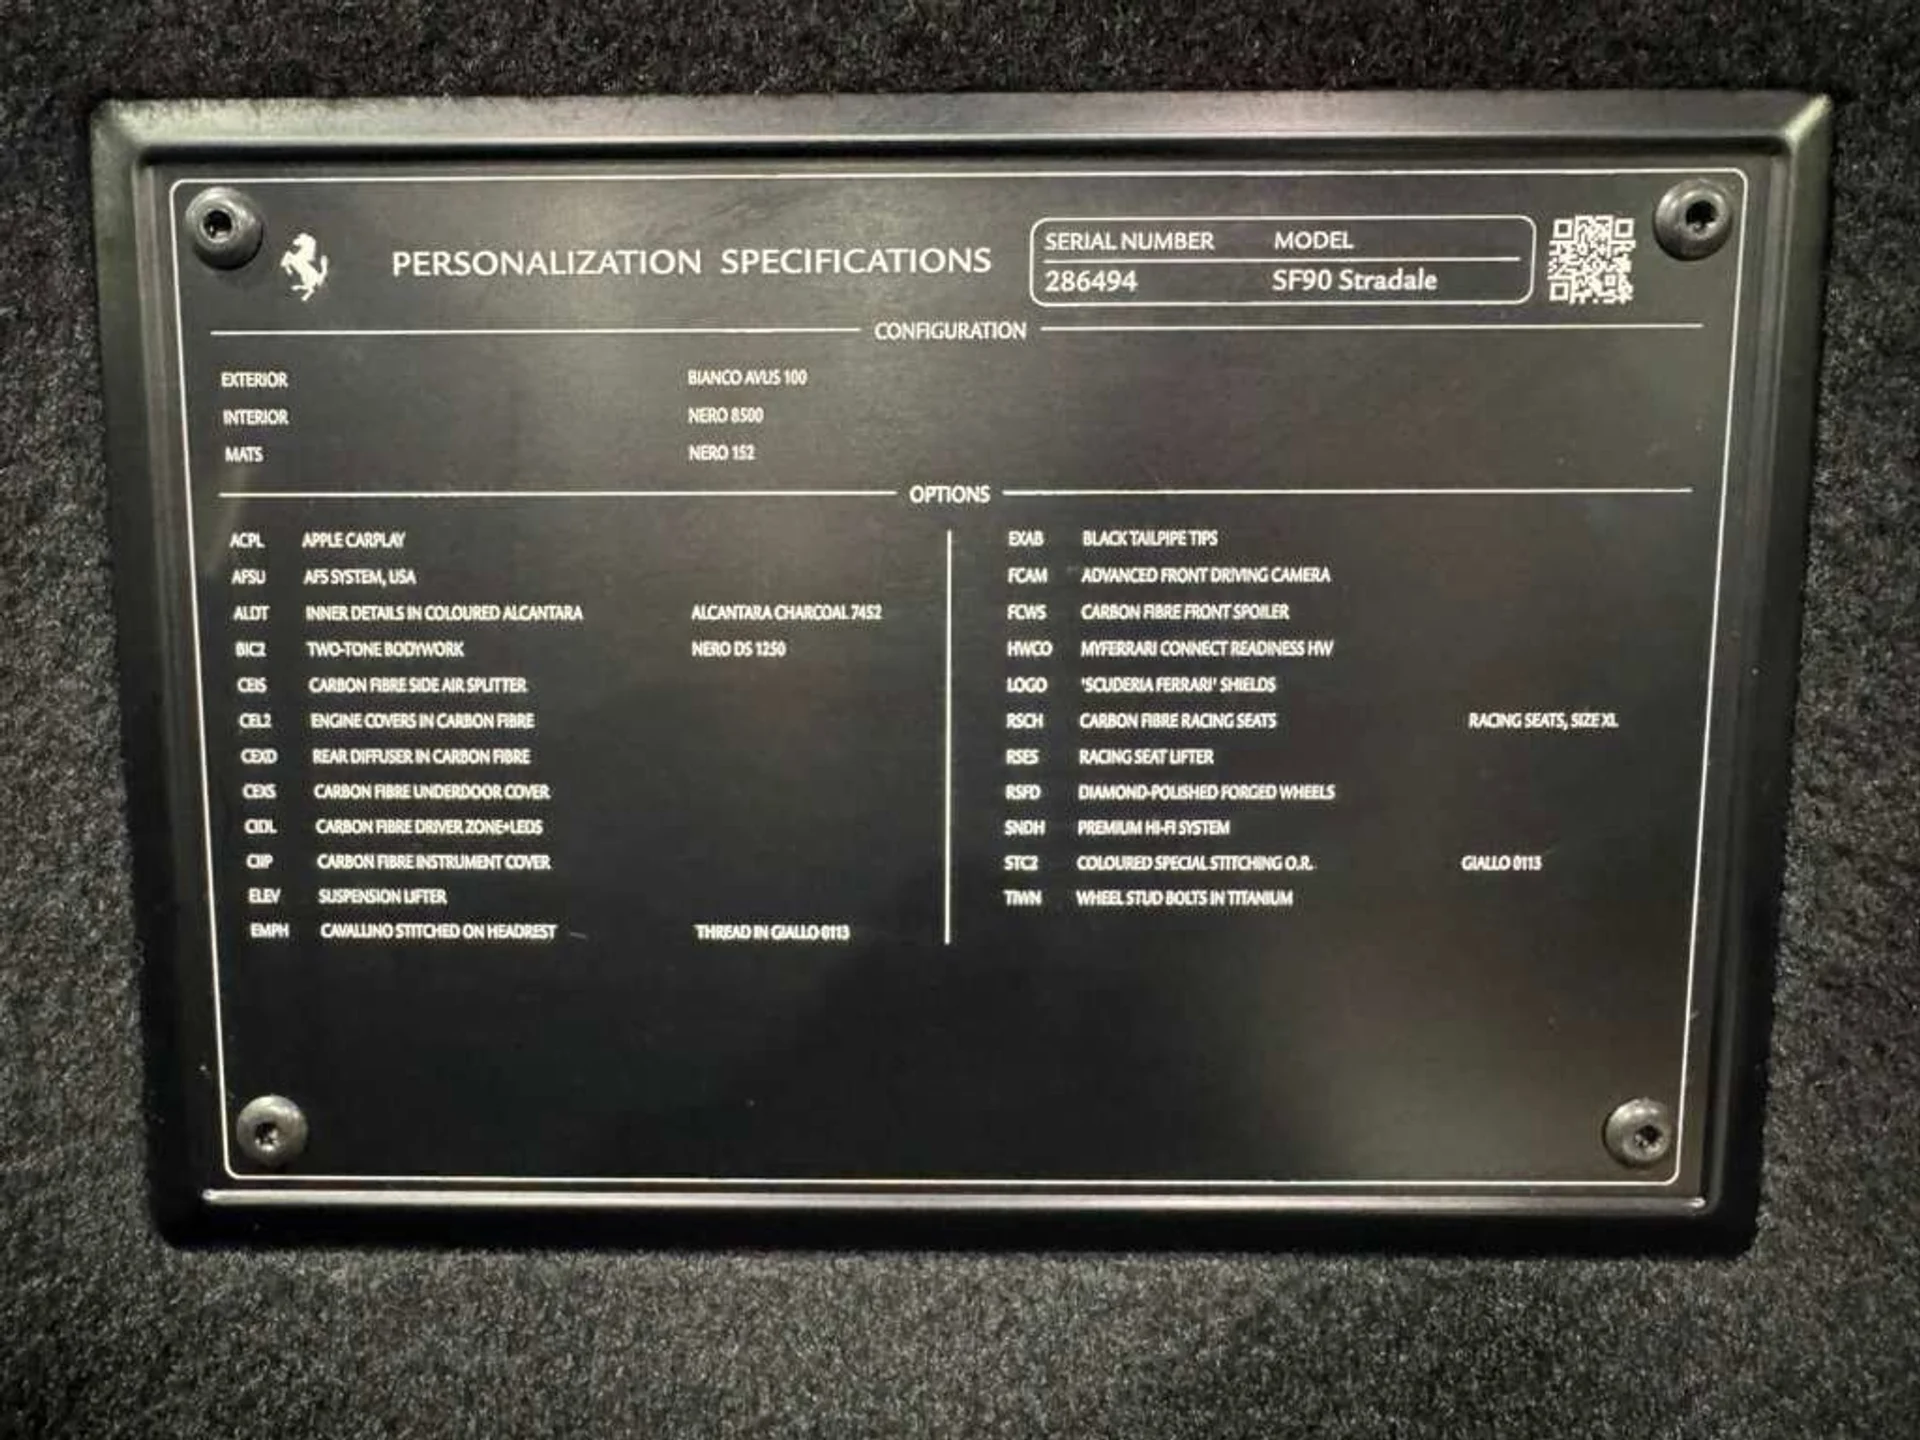 PERSONALIZATION SPECIFICATIONS
SERIAL NUMBER MODEL
286494 SF90 Stradale
CONFIGURATION
EXTERIOR BIANCO AVUS 100
INTERIOR NERO 8500
MATS NERO 152
OPTIONS
ACPL APPLE CARPLAY
AFSU AFS SYSTEM, USA
ALDT INNER DETAILS IN COLOURED ALCANTARA ALCANTARA CHARCOAL 7452
BIC2 TWO-TONE BODYWORK NERO DS 1250
CEIS CARBON FIBRE SIDE AIR SPLITTER
CEL2 ENGINE COVERS IN CARBON FIBRE
CEXD REAR DIFFUSER IN CARBON FIBRE
CEXS CARBON FIBRE UNDERDOOR COVER
CIDL CARBON FIBRE DRIVER ZONE+LEDS
CIIP CARBON FIBRE INSTRUMENT COVER
ELEV SUSPENSION LIFTER
EMPH CAVALLINO STITCHED ON HEADREST THREAD IN GIALLO 0113
EXAB BLACK TAILPIPE TIPS
FCAM ADVANCED FRONT DRIVING CAMERA
FCWS CARBON FIBRE FRONT SPOILER
HWCO MYFERRARI CONNECT READINESS HW
LOGO 'SCUDERIA FERRARI' SHIELDS
RSCH CARBON FIBRE RACING SEATS RACING SEATS, SIZE XL
RSES RACING SEAT LIFTER
RSFD DIAMOND-POLISHED FORGED WHEELS
SNDH PREMIUM HI-FI SYSTEM
STC2 COLOURED SPECIAL STITCHING O.R. GIALLO 0113
TIWN WHEEL STUD BOLTS IN TITANIUM